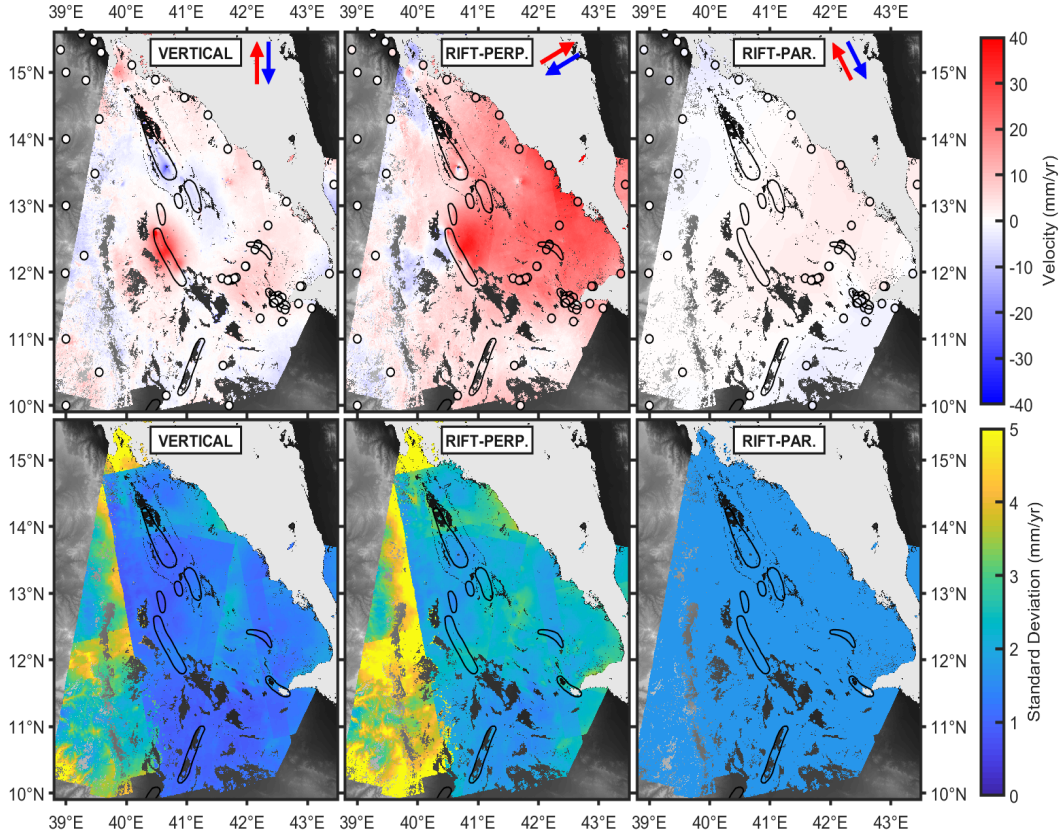 39°E 40°E 41°E 42°E 43°E 39°E 40°E 41°E 42°E 43°E 39°E 40°E 41°E 42°E 43°E
VERTICAL RIFT-PERP. RIFT-PAR.
15°N 15°N
14°N 14°N
13°N 13°N
12°N 12°N
11°N 11°N
10°N 10°N
40
30
20
10
0
-10
-20
-30
-40
Velocity (mm/yr)
VERTICAL RIFT-PERP. RIFT-PAR.
15°N 15°N
14°N 14°N
13°N 13°N
12°N 12°N
11°N 11°N
10°N 10°N
5
4
3
2
1
0
Standard Deviation (mm/yr)
39°E 40°E 41°E 42°E 43°E 39°E 40°E 41°E 42°E 43°E 39°E 40°E 41°E 42°E 43°E